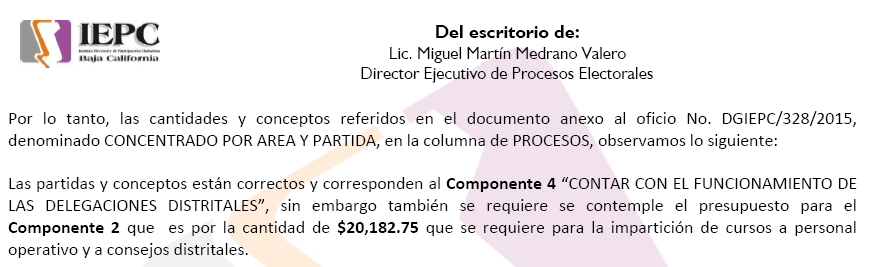 IEPC
Instituto Electoral y de Participación Ciudadana
Baja California
Del escritorio de:
Lic. Miguel Martín Medrano Valero
Director Ejecutivo de Procesos Electorales
Por lo tanto, las cantidades y conceptos referidos en el documento anexo al oficio No. DGIEPC/328/2015,
denominado CONCENTRADO POR AREA Y PARTIDA, en la columna de PROCESOS, observamos lo siguiente:
Las partidas y conceptos están correctos y corresponden al Componente 4 “CONTAR CON EL FUNCIONAMIENTO DE
LAS DELEGACIONES DISTRITALES”, sin embargo también se requiere se contemple el presupuesto para el
Componente 2 que es por la cantidad de $20,182.75 que se requiere para la impartición de cursos a personal
operativo y a consejos distritales.